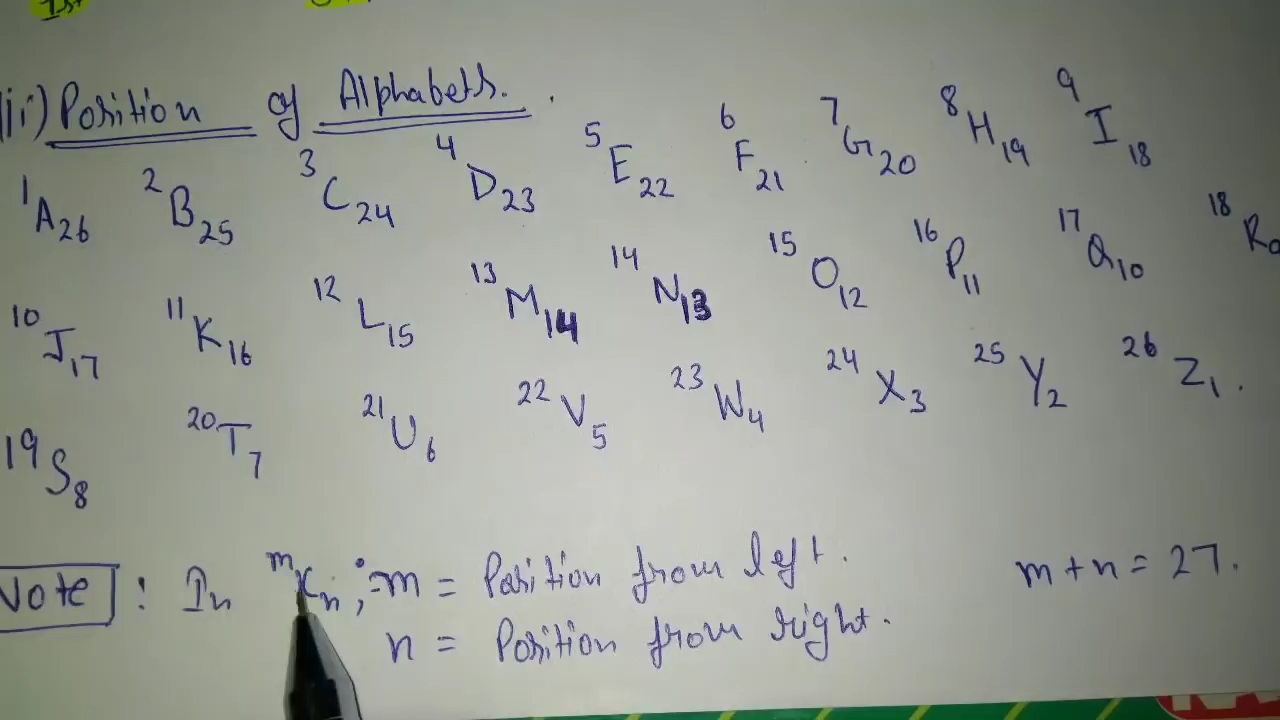 (ii) Position of Alphabets.
1A26 2B25 3C24 4D23 5E22 6F21 7G20 8H19 9I18
10J17 11K16 12L15 13M14 14N13 15O12 16P11 17Q10 18R
19S8 20T7 21U6 22V5 23W4 24X3 25Y2 26Z1.
Note : In mxn ; m = Position from left. m + n = 27.
n = Position from right.